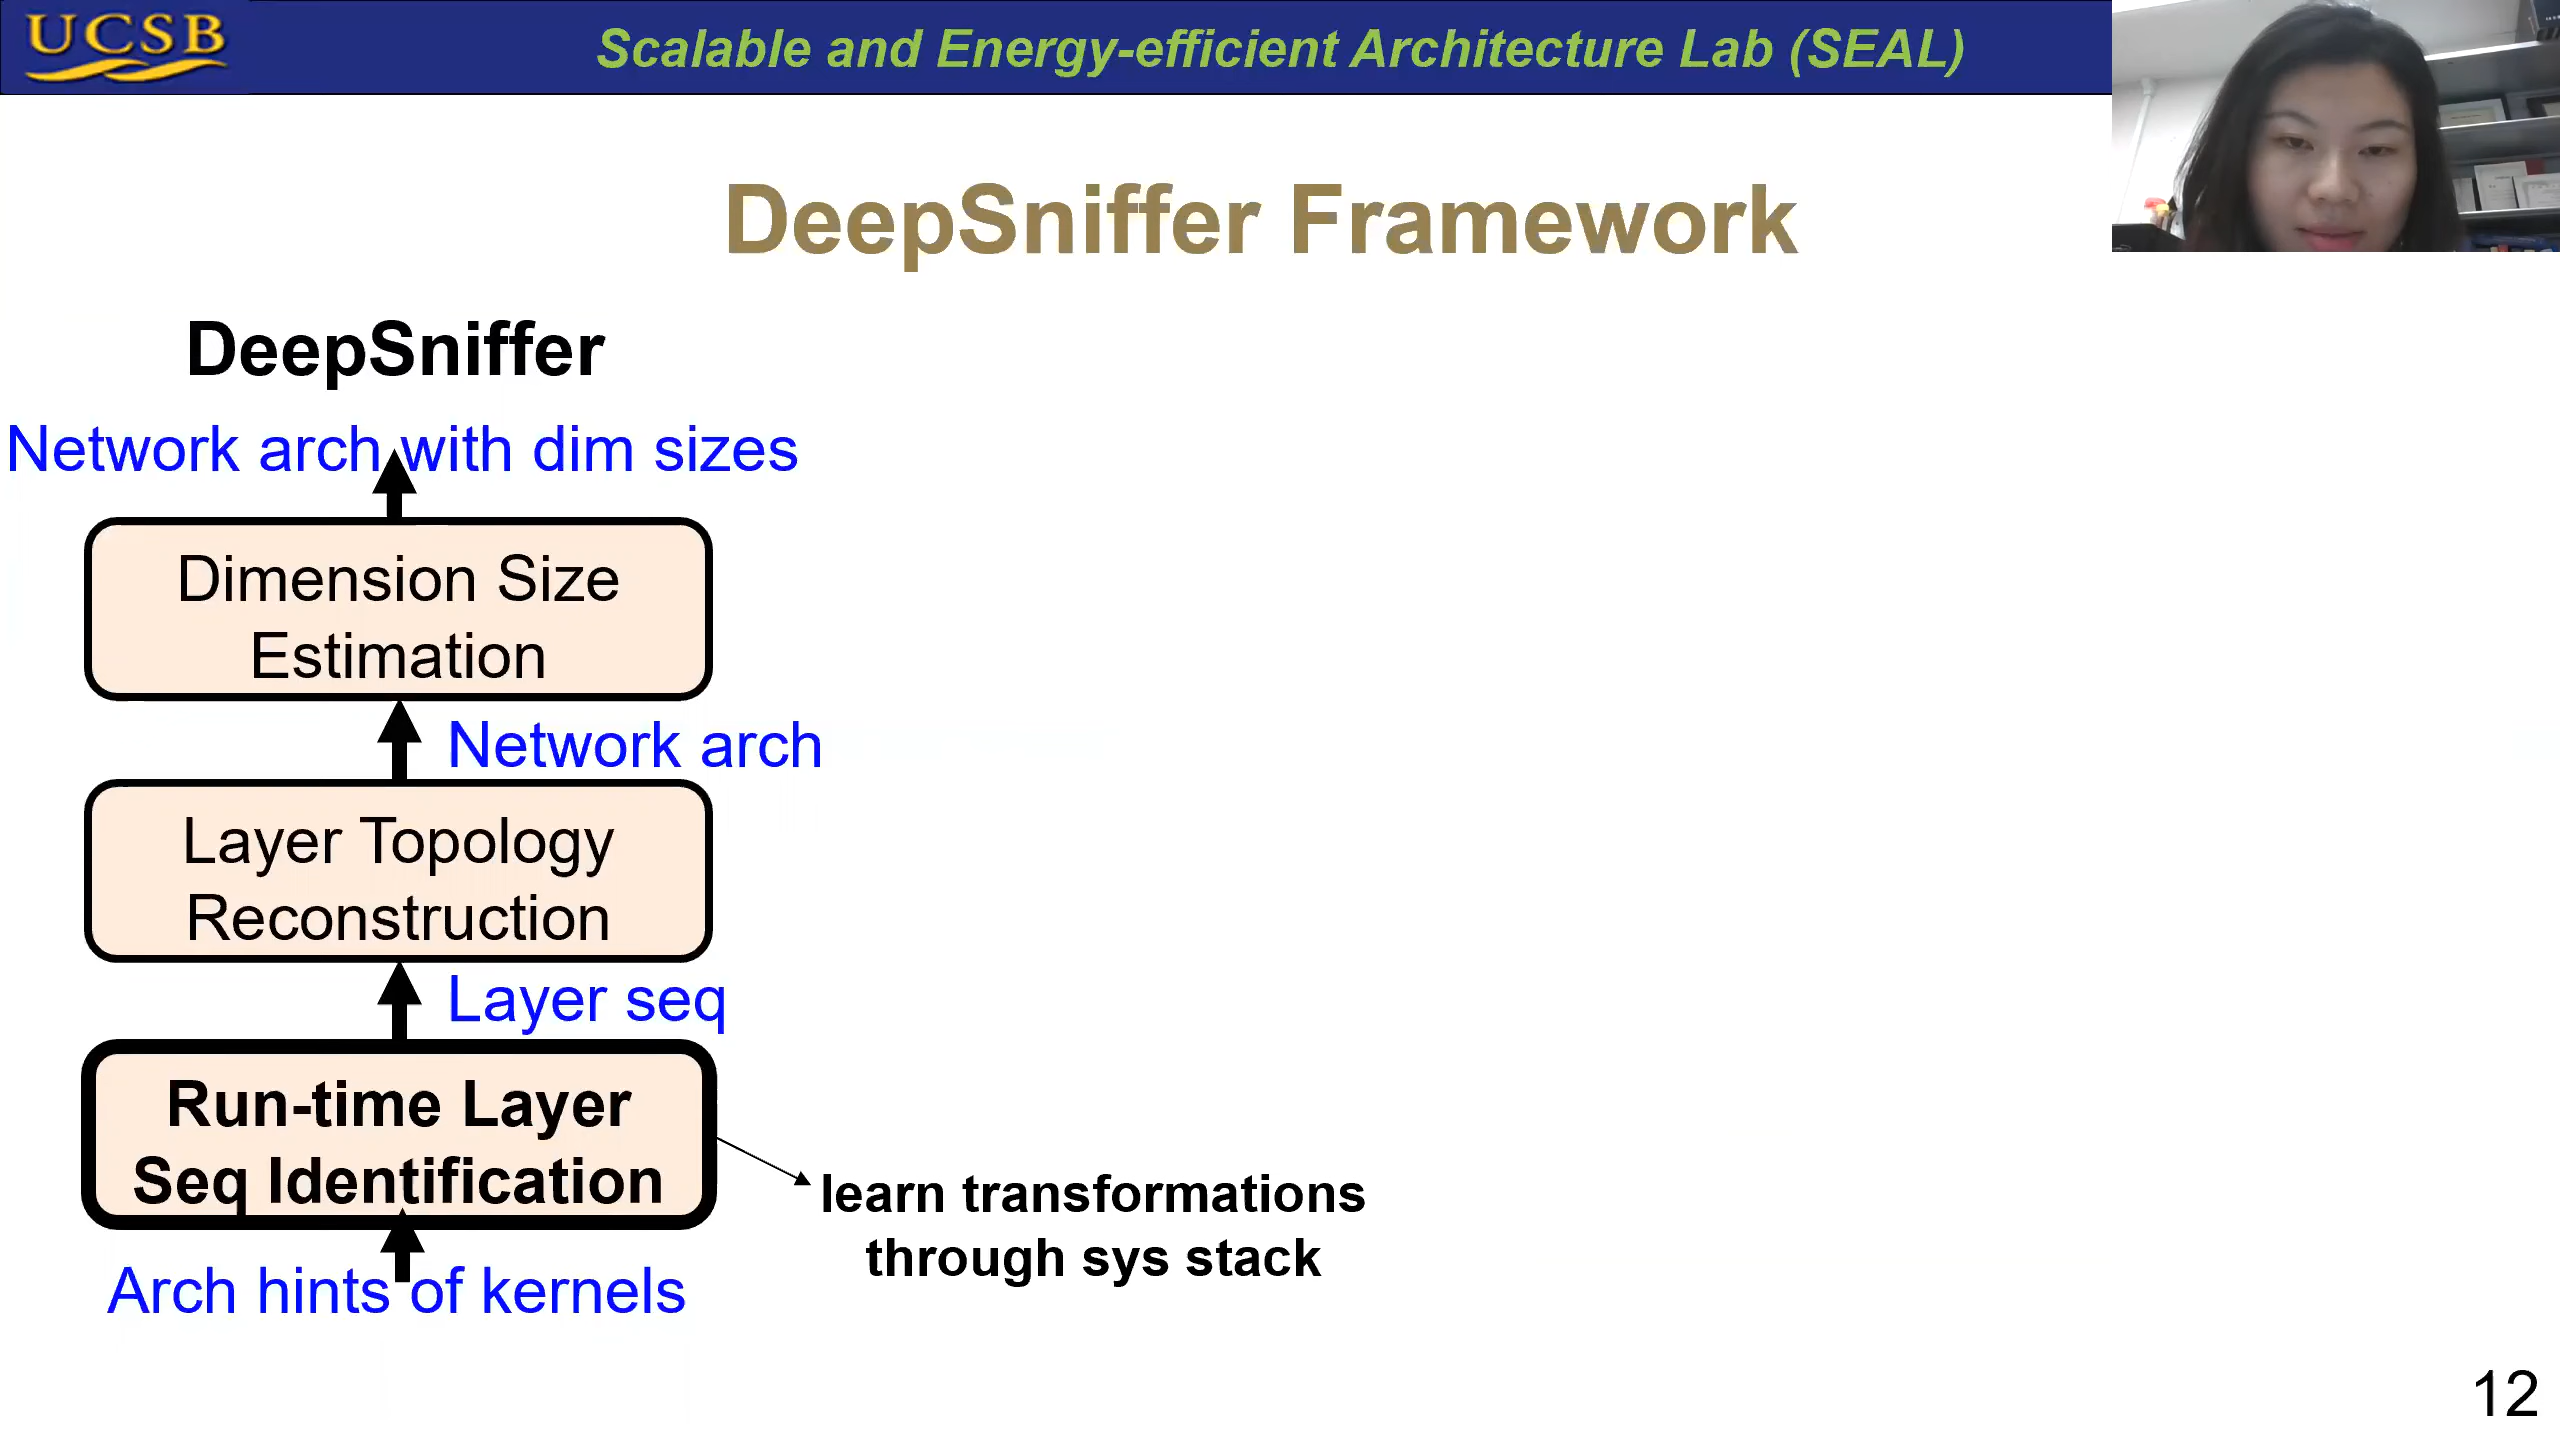 UCSB
Scalable and Energy-efficient Architecture Lab (SEAL)
DeepSniffer Framework
DeepSniffer
Network arch with dim sizes
Dimension Size
Estimation
Network arch
Layer Topology
Reconstruction
Layer seq
Run-time Layer
Seq Identification
learn transformations
through sys stack
Arch hints of kernels
12